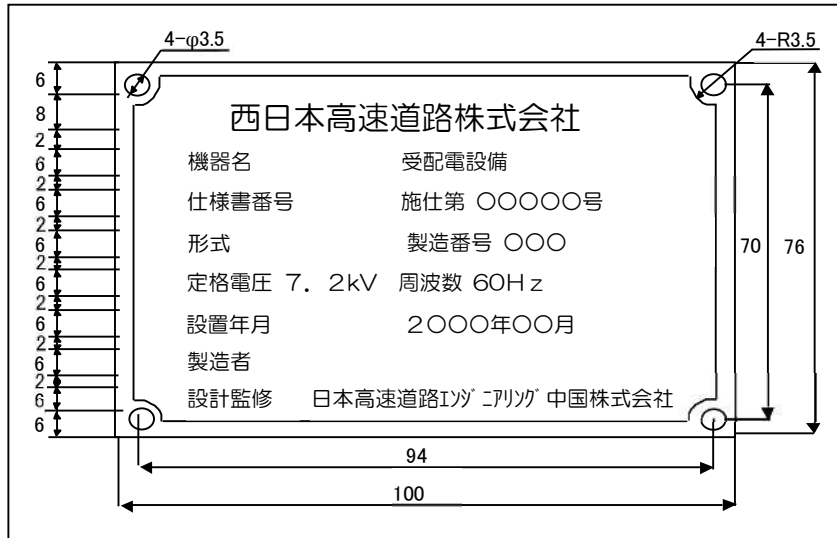 4-φ3.5
4-R3.5
西日本高速道路株式会社
機器名 受配電設備
仕様書番号 施仕第 ○○○○○号
形式 製造番号 ○○○
定格電圧 7．2kV 周波数 60Hz
設置年月 2○○○年○○月
製造者
設計監修 日本高速道路ｴﾝｼﾞﾆｱﾘﾝｸﾞ中国株式会社
6
8
2
6
2
6
2
6
2
6
2
6
2
6
2
6
6
70
76
94
100